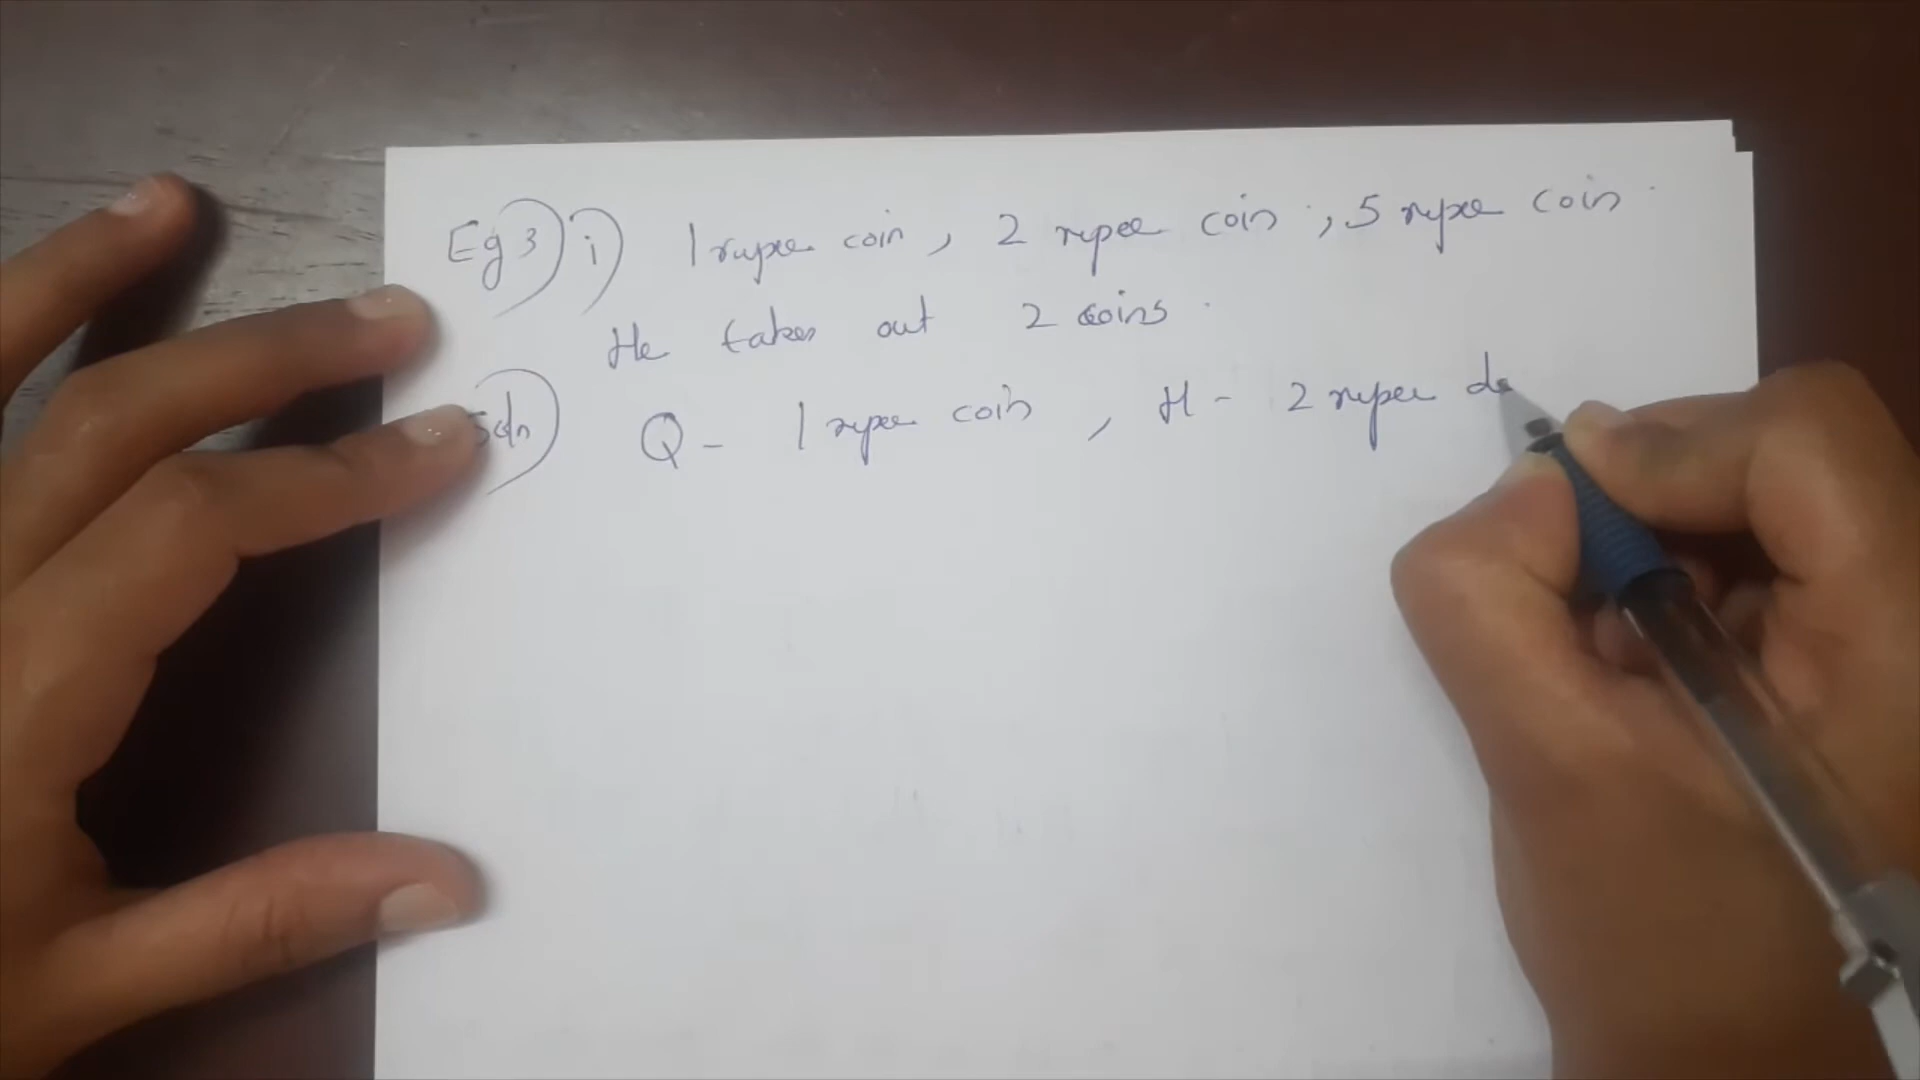 Eg 3) i) 1 rupee coin, 2 rupee coin, 5 rupee coin.
He takes out 2 coins.
Soln) Q - 1 rupee coin, H - 2 rupee